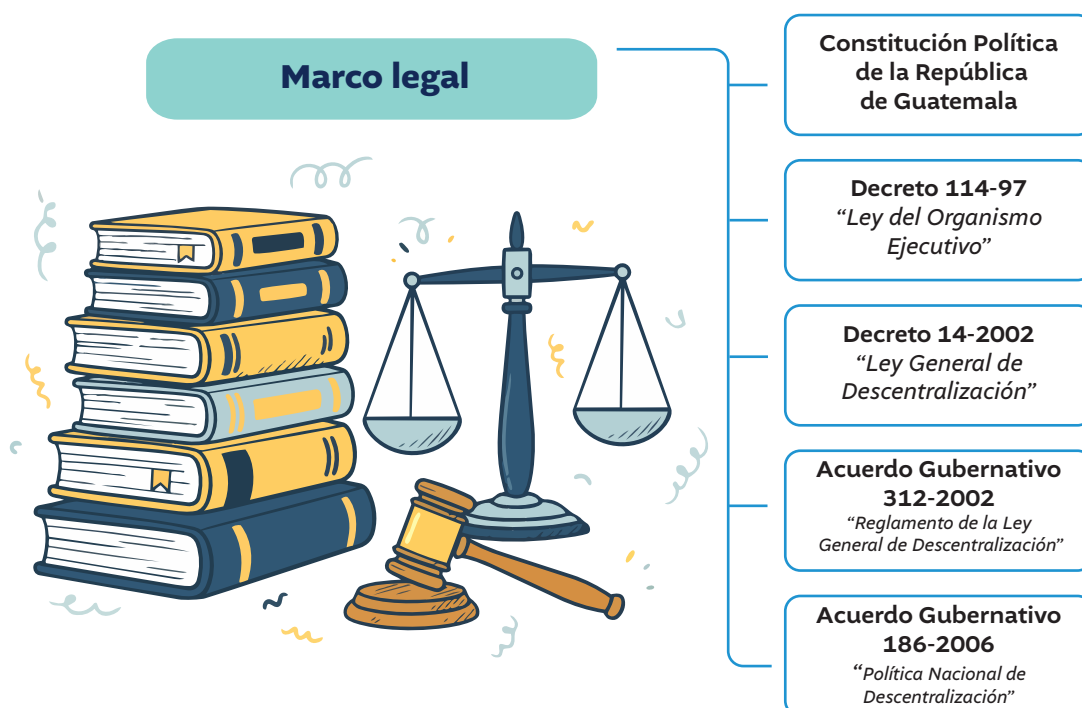 Marco legal
Constitución Política
de la República
de Guatemala
Decreto 114-97
“Ley del Organismo
Ejecutivo”
Decreto 14-2002
“Ley General de
Descentralización”
Acuerdo Gubernativo
312-2002
“Reglamento de la Ley
General de Descentralización”
Acuerdo Gubernativo
186-2006
“Política Nacional de
Descentralización”